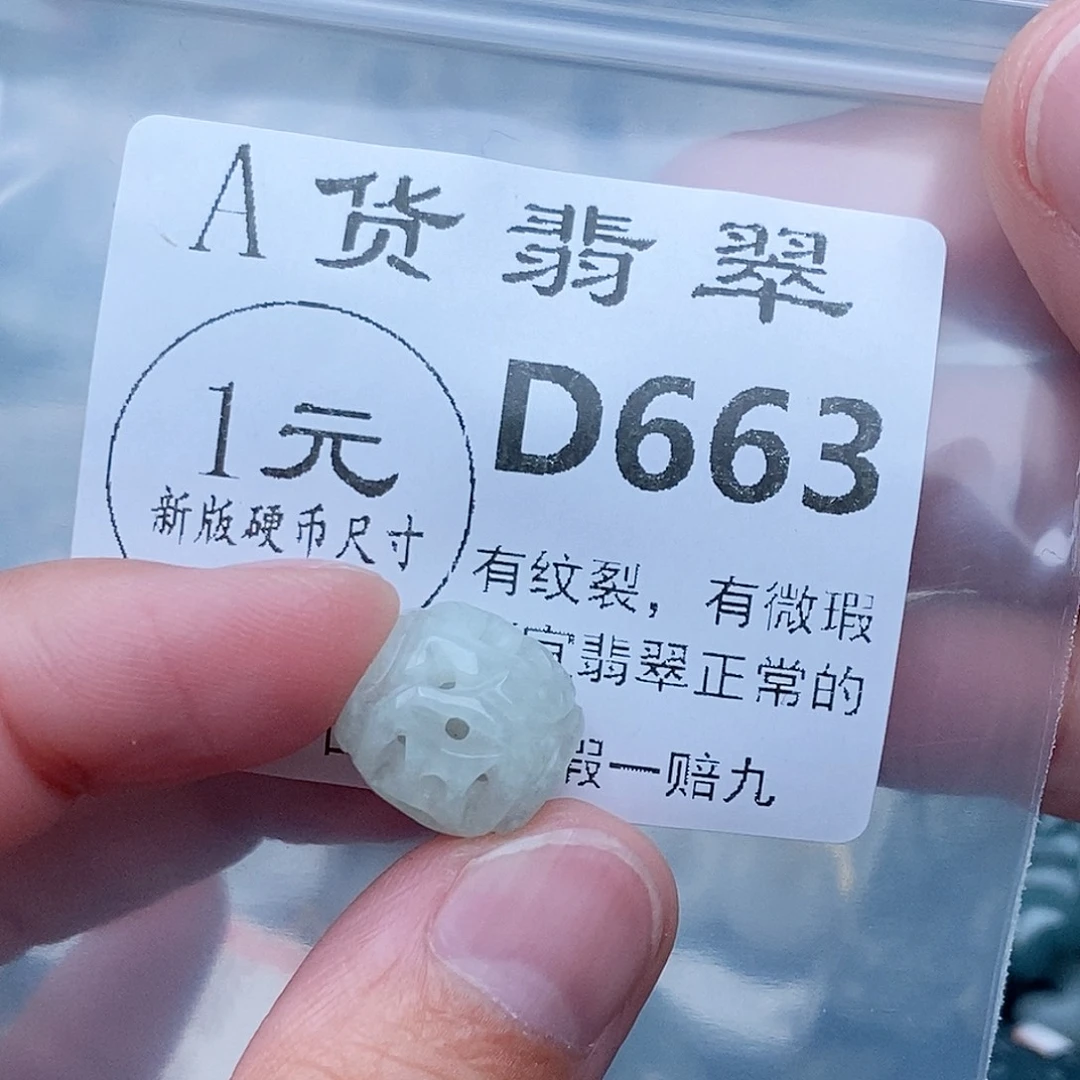 A货翡翠
1元
新版硬币尺寸
D663
有纹裂，有微瑕
翡翠正常的
假一赔九